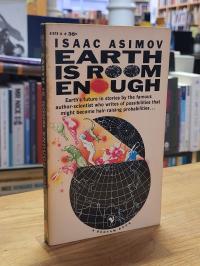 ISAAC ASIMOV
EARTH
IS ROOM
ENOUGH
Earth's future in stories by the famous
author-scientist who writes of possibilities that
might become hair-raising probabilities...
A BANTAM BOOK